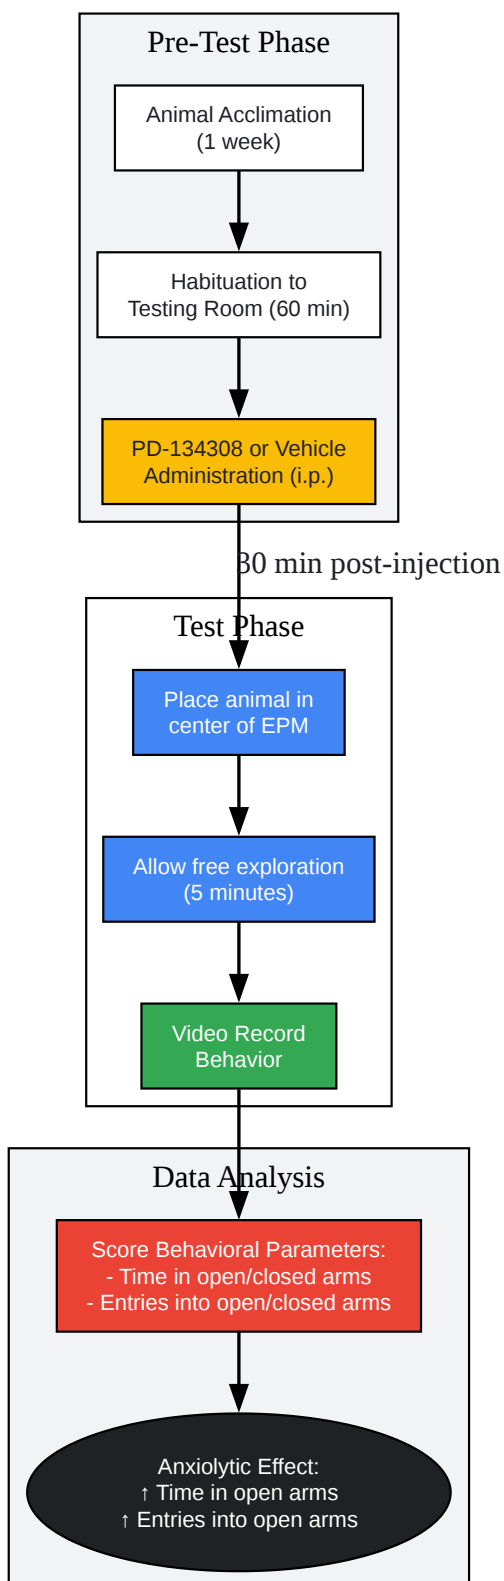 Pre-Test Phase
Animal Acclimation
(1 week)
Habituation to
Testing Room (60 min)
PD-134308 or Vehicle
Administration (i.p.)
30 min post-injection
Test Phase
Place animal in
center of EPM
Allow free exploration
(5 minutes)
Video Record
Behavior
Data Analysis
Score Behavioral Parameters:
- Time in open/closed arms
- Entries into open/closed arms
Anxiolytic Effect:
↑ Time in open arms
↑ Entries into open arms